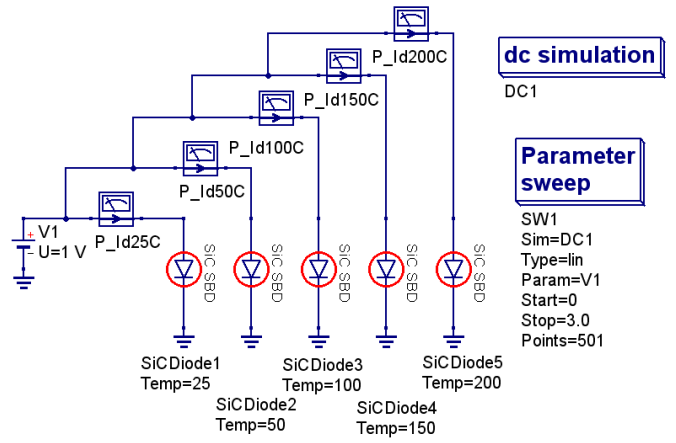 P_Id200C
P_Id150C
P_Id100C
P_Id50C
P_Id25C
V1
U=1 V
+
−
SiC SBD
SiC SBD
SiC SBD
SiC SBD
SiC SBD
SiCDiode1
Temp=25
SiCDiode2
Temp=50
SiCDiode3
Temp=100
SiCDiode4
Temp=150
SiCDiode5
Temp=200
dc simulation
DC1
Parameter
sweep
SW1
Sim=DC1
Type=lin
Param=V1
Start=0
Stop=3.0
Points=501